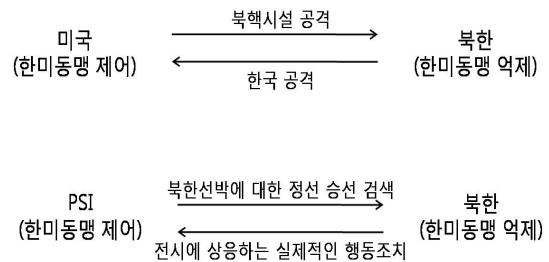 북핵시설 공격
미국
(한미동맹 제어)
북한
(한미동맹 억제)
한국 공격
북한선박에 대한 정선 승선 검색
PSI
(한미동맹 제어)
북한
(한미동맹 억제)
전시에 상응하는 실제적인 행동조치